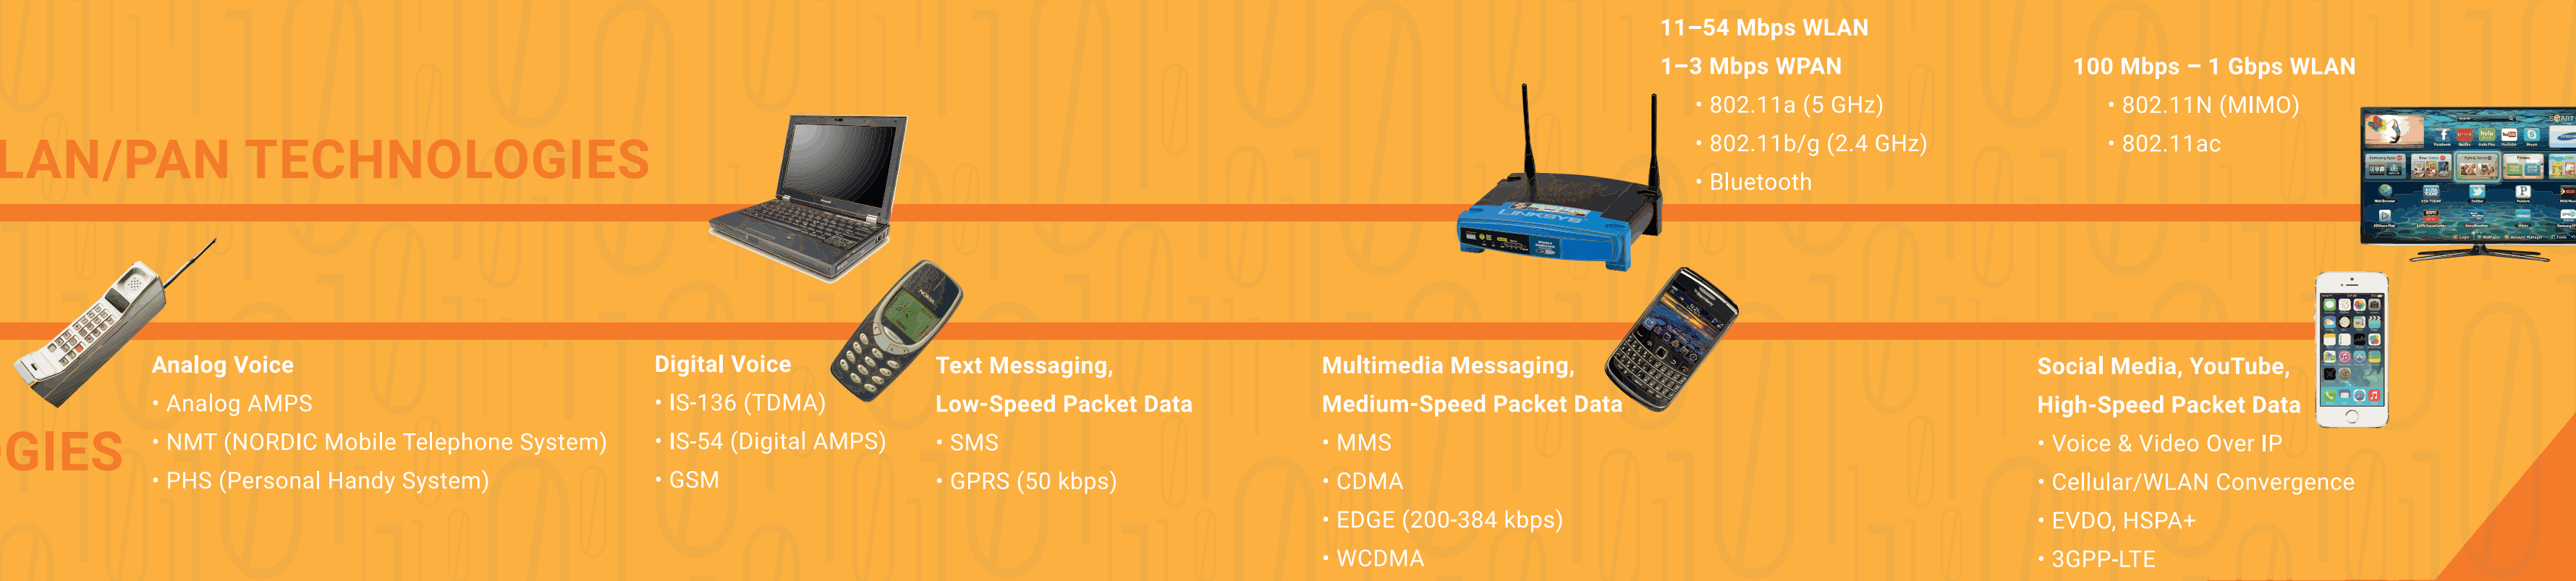 11–54 Mbps WLAN
1–3 Mbps WPAN
• 802.11a (5 GHz)
• 802.11b/g (2.4 GHz)
• Bluetooth
100 Mbps – 1 Gbps WLAN
• 802.11N (MIMO)
• 802.11ac
LAN/PAN TECHNOLOGIES
LINKSYS
NOKIA
Analog Voice
• Analog AMPS
• NMT (NORDIC Mobile Telephone System)
• PHS (Personal Handy System)
OGIES
Digital Voice
• IS-136 (TDMA)
• IS-54 (Digital AMPS)
• GSM
Text Messaging,
Low-Speed Packet Data
• SMS
• GPRS (50 kbps)
Multimedia Messaging,
Medium-Speed Packet Data
• MMS
• CDMA
• EDGE (200-384 kbps)
• WCDMA
Social Media, YouTube,
High-Speed Packet Data
• Voice & Video Over IP
• Cellular/WLAN Convergence
• EVDO, HSPA+
• 3GPP-LTE